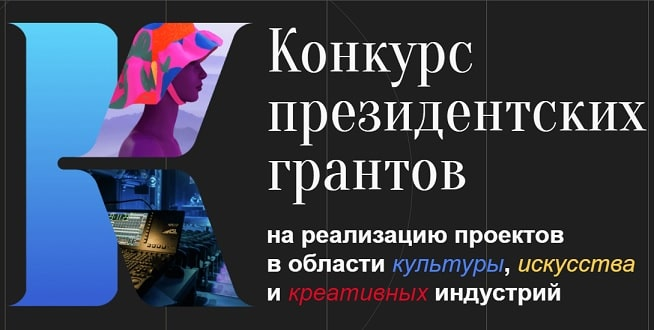 К
Конкурс
президентских
грантов
на реализацию проектов
в области культуры, искусства
и креативных индустрий